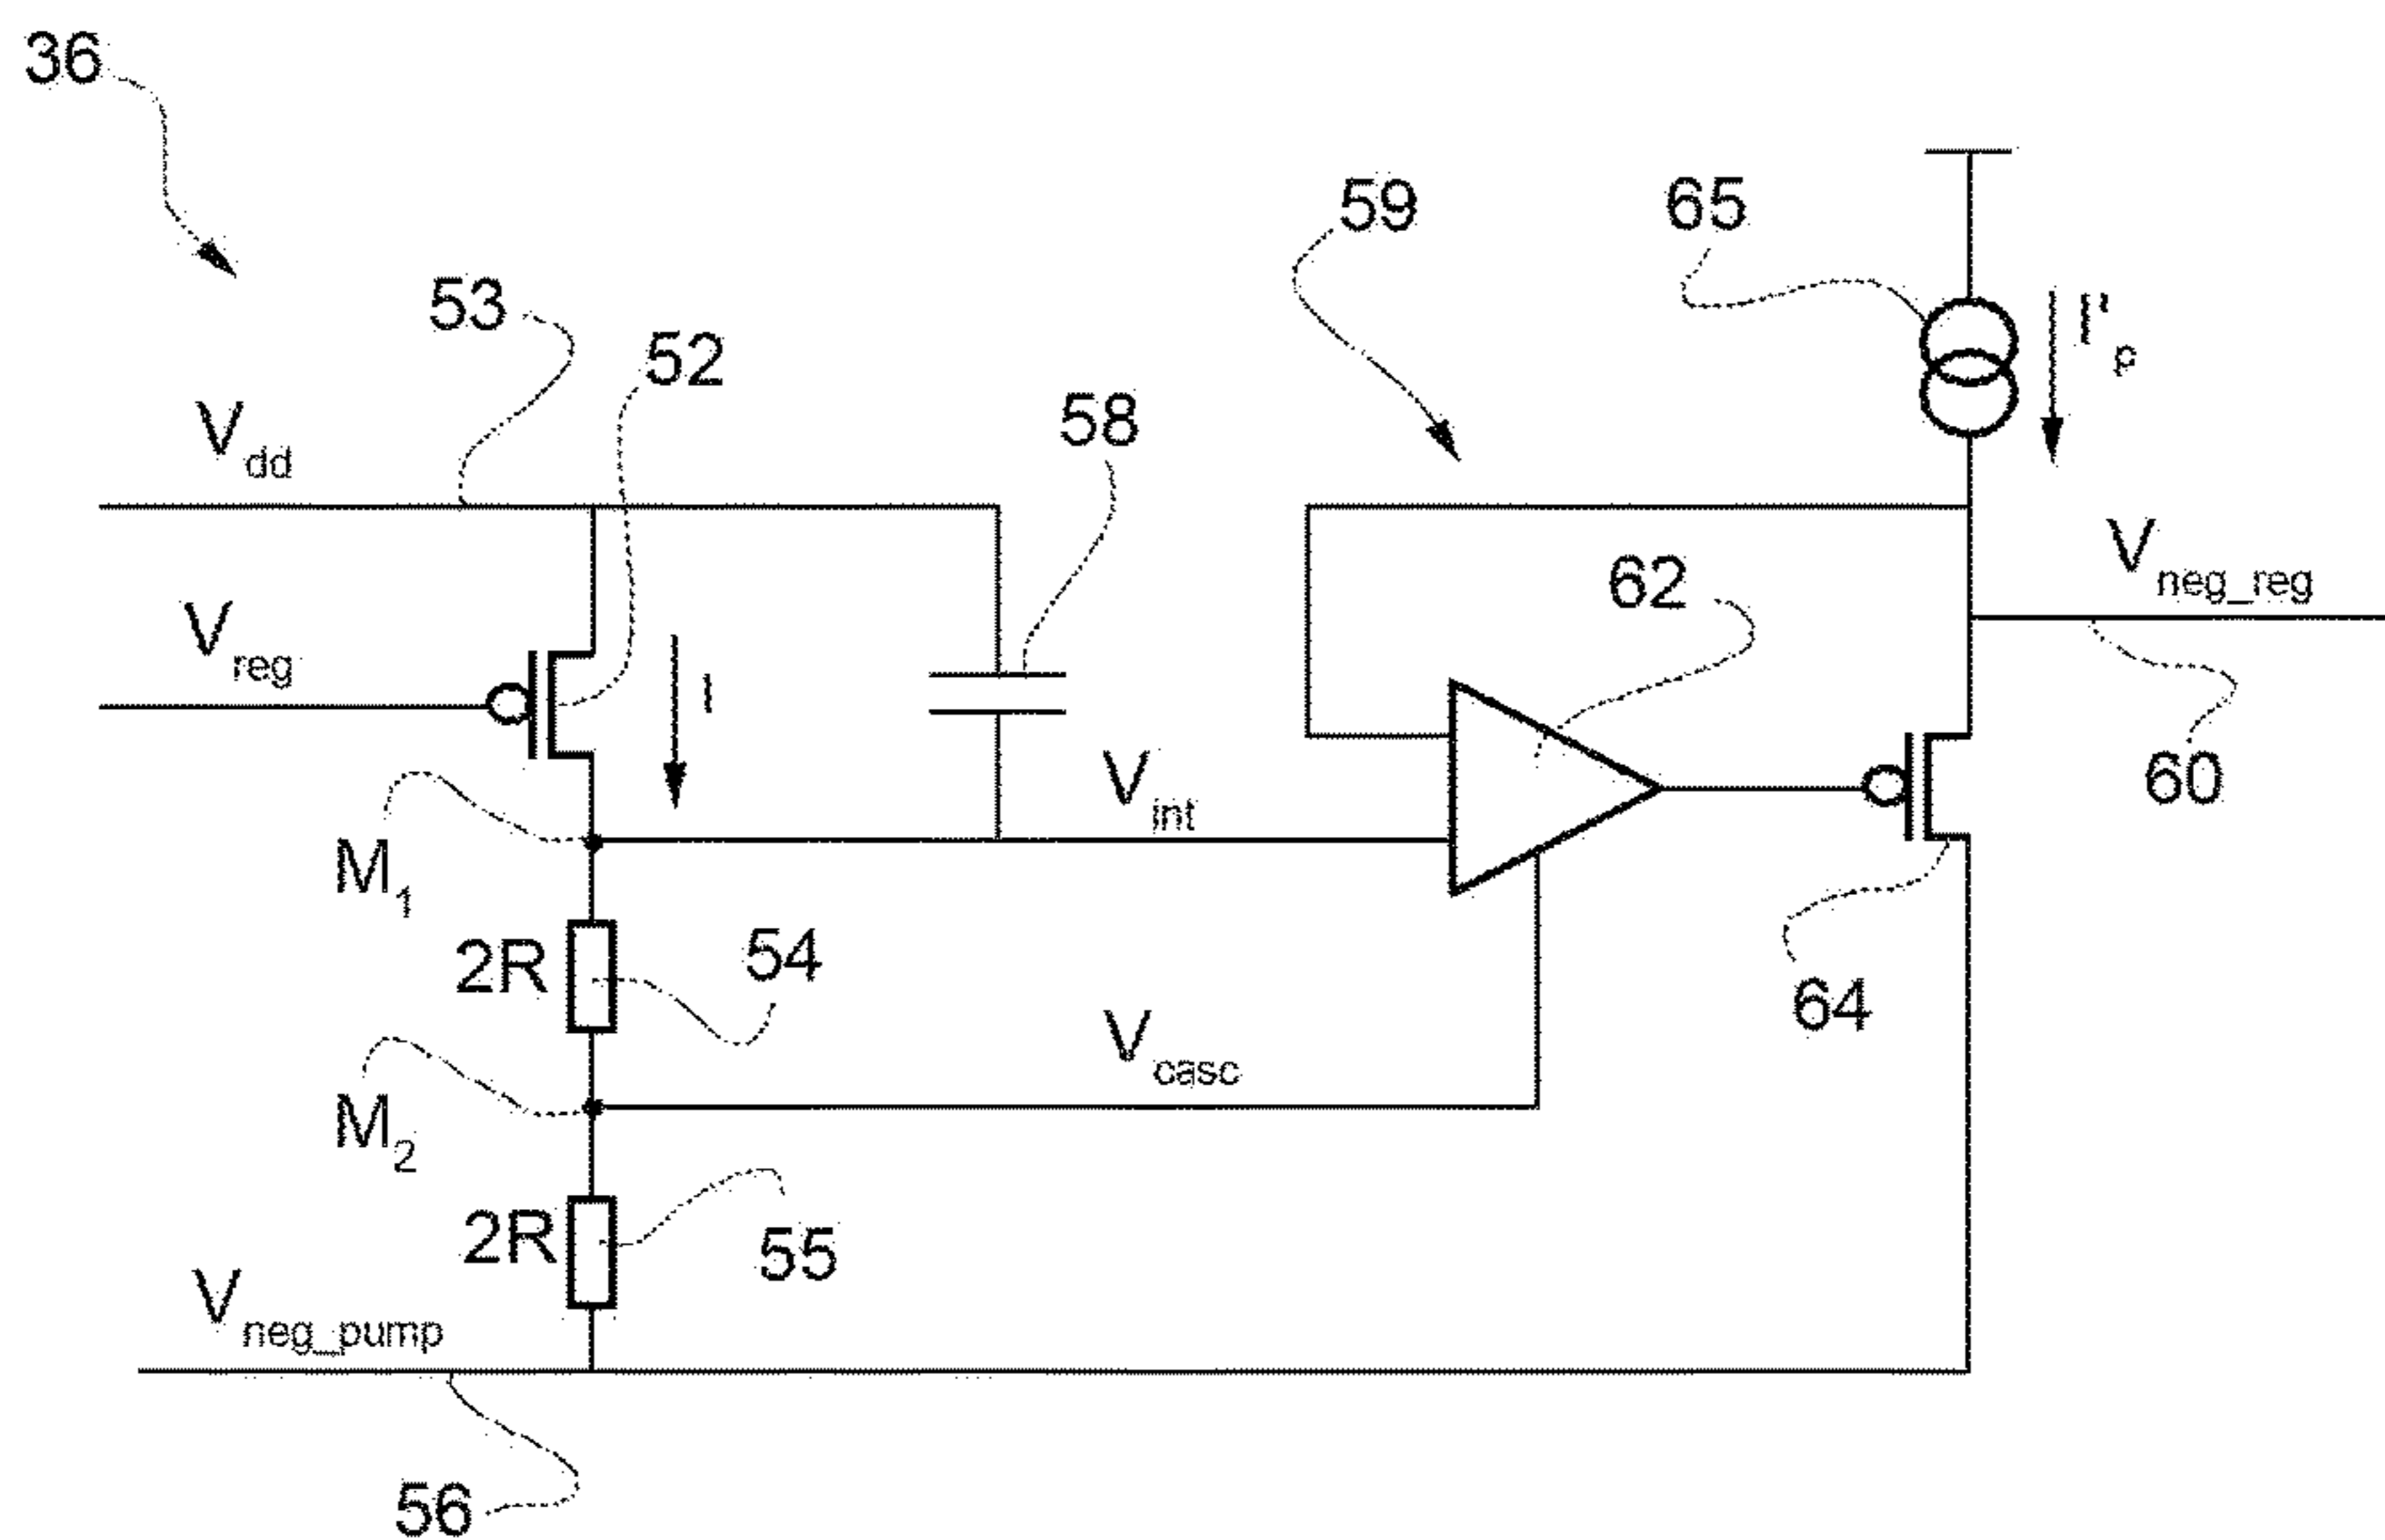 36
59
65
53
I'p
52
58
Vdd
62
Vneg_reg
Vreg
I
Vint
60
M1
2R
54
64
Vcasc
M2
2R
55
Vneg_pump
56